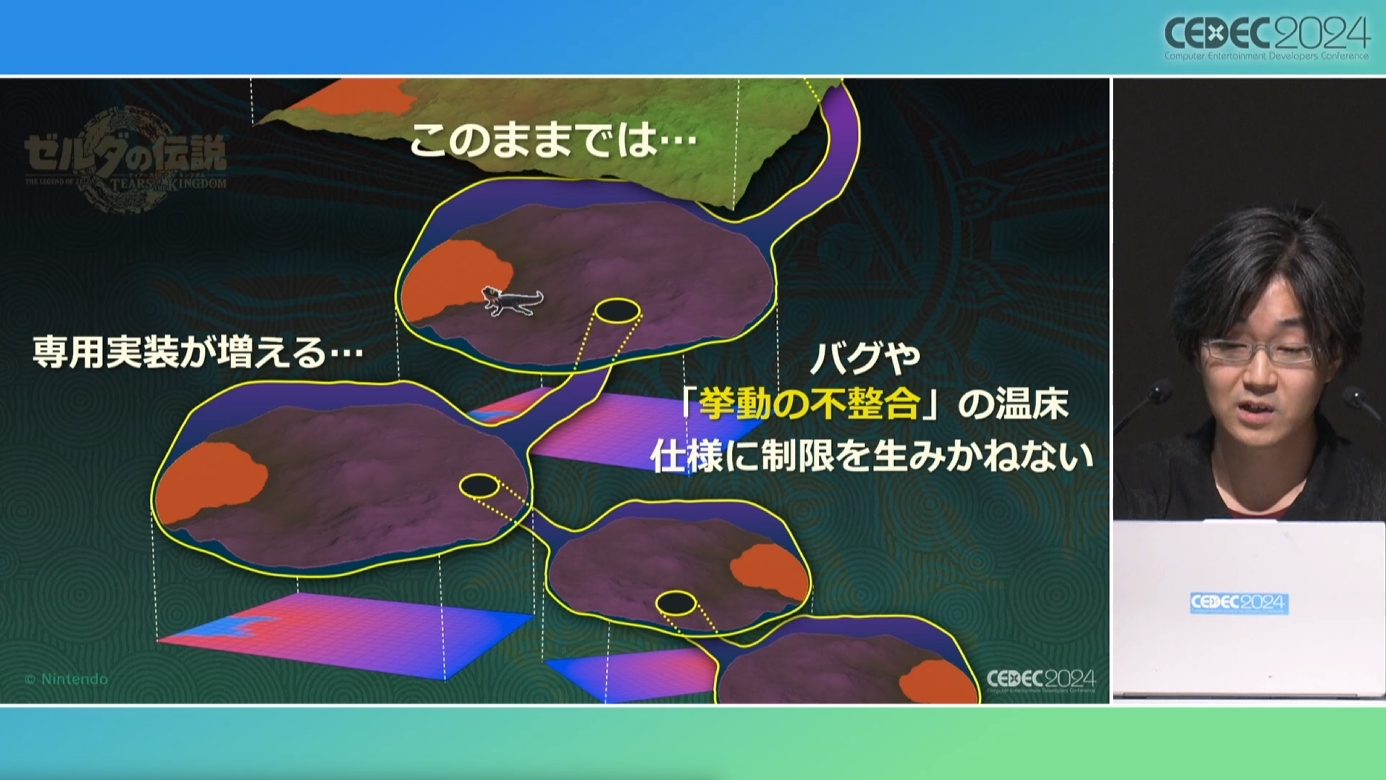 CEDEC2024
Computer Entertainment Developers Conference
ゼルダの伝説
THE LEGEND OF ZELDA
TEARS OF THE KINGDOM
このままでは…
専用実装が増える…
バグや
「挙動の不整合」の温床
仕様に制限を生みかねない
CEDEC2024
© Nintendo
CEDEC2024
Computer Entertainment Developers Conference